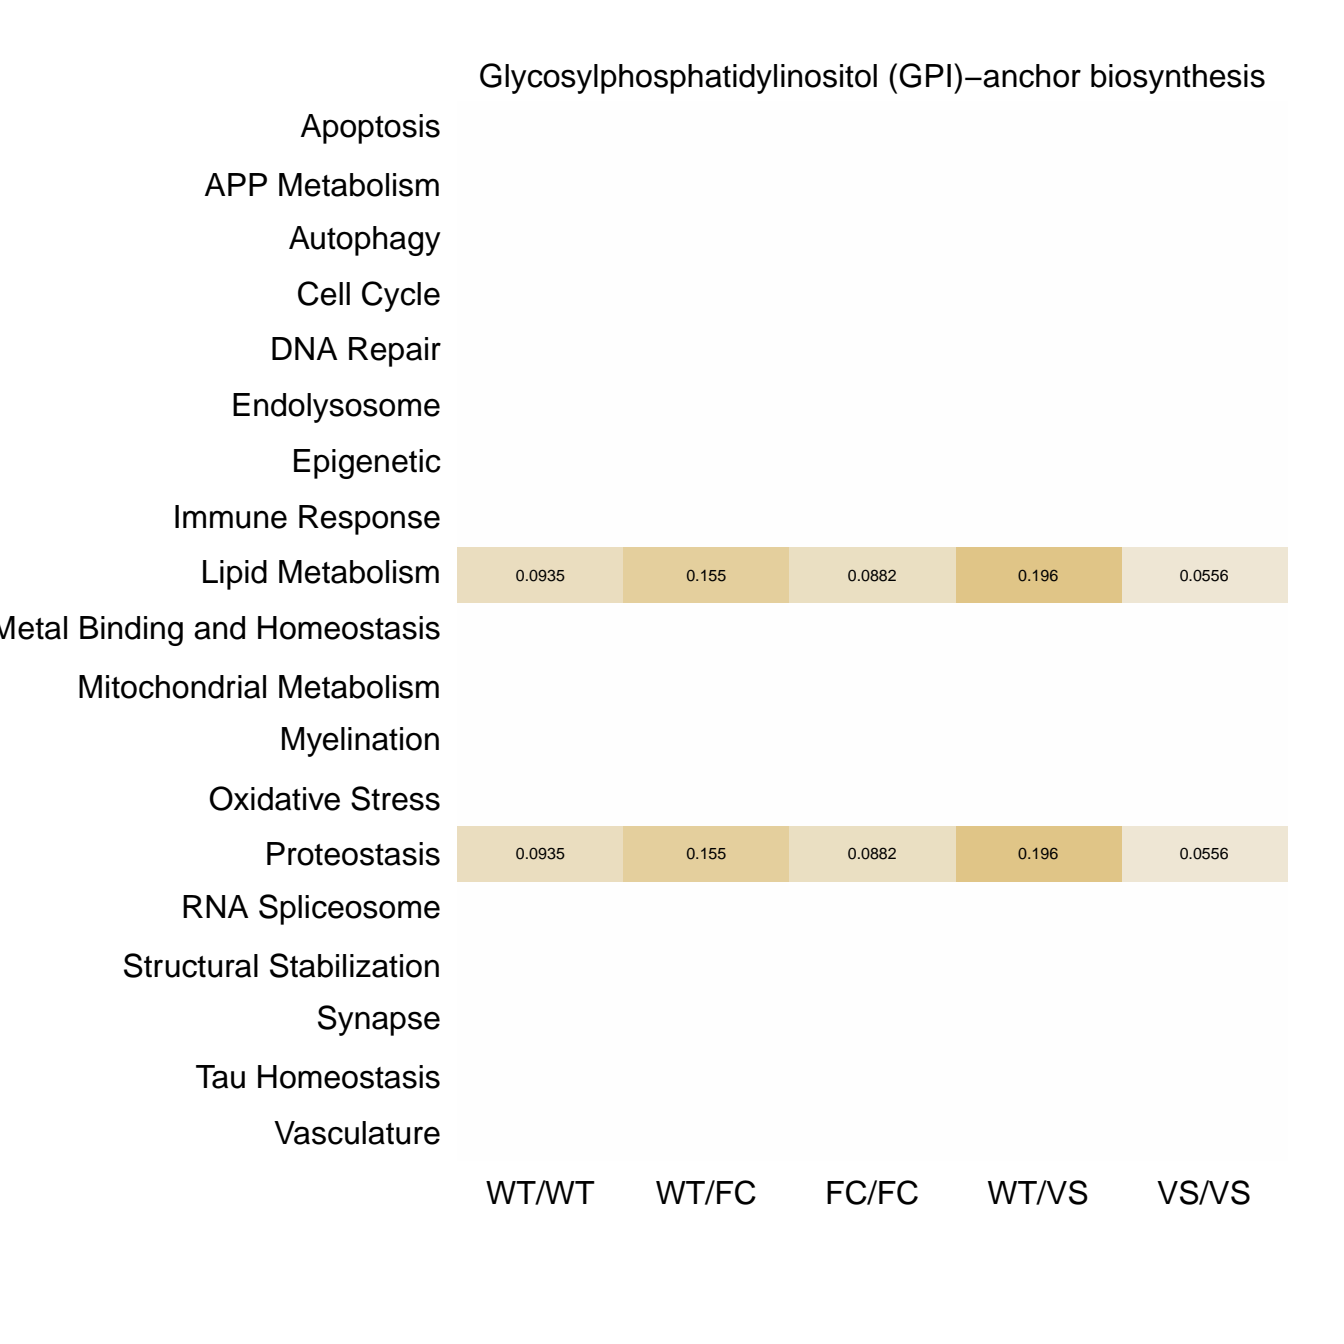 Glycosylphosphatidylinositol (GPI)−anchor biosynthesis
Apoptosis
APP Metabolism
Autophagy
Cell Cycle
DNA Repair
Endolysosome
Epigenetic
Immune Response
Lipid Metabolism 0.0935 0.155 0.0882 0.196 0.0556
Metal Binding and Homeostasis
Mitochondrial Metabolism
Myelination
Oxidative Stress
Proteostasis 0.0935 0.155 0.0882 0.196 0.0556
RNA Spliceosome
Structural Stabilization
Synapse
Tau Homeostasis
Vasculature
WT/WT WT/FC FC/FC WT/VS VS/VS